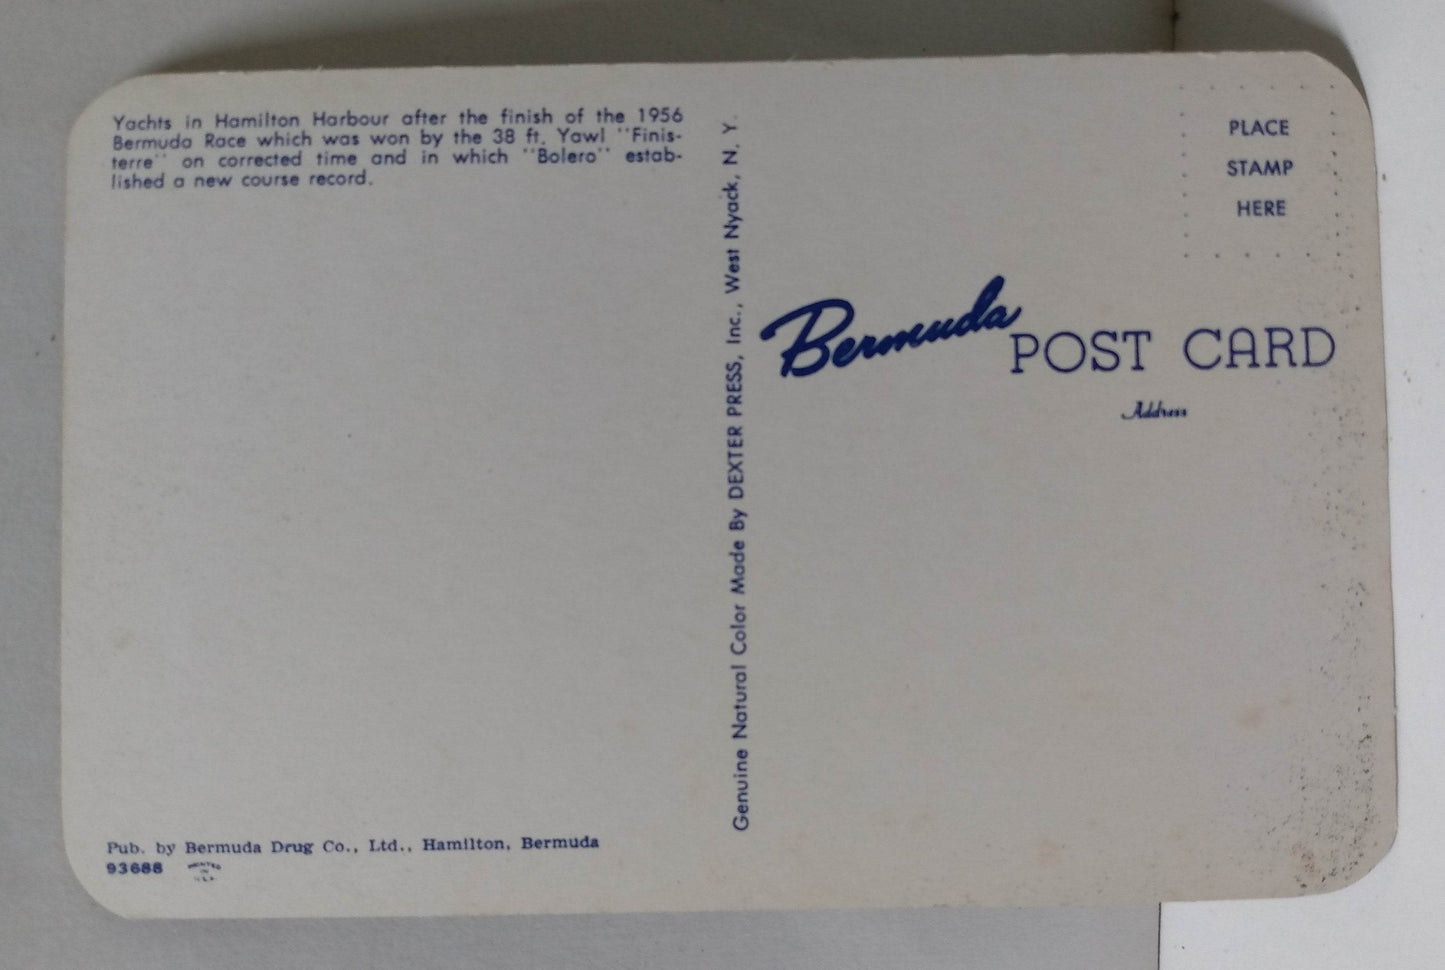 Yachts in Hamilton Harbour after the finish of the 1956
Bermuda Race which was won by the 38 ft. Yawl "Finis-
terre" on corrected time and in which "Bolero" estab-
lished a new course record.
Pub. by Bermuda Drug Co., Ltd., Hamilton, Bermuda
93688
PRINTED
IN
Genuine Natural Color Made By DEXTER PRESS, Inc., West Nyack, N. Y.
PLACE
STAMP
HERE
Bermuda POST CARD
Address